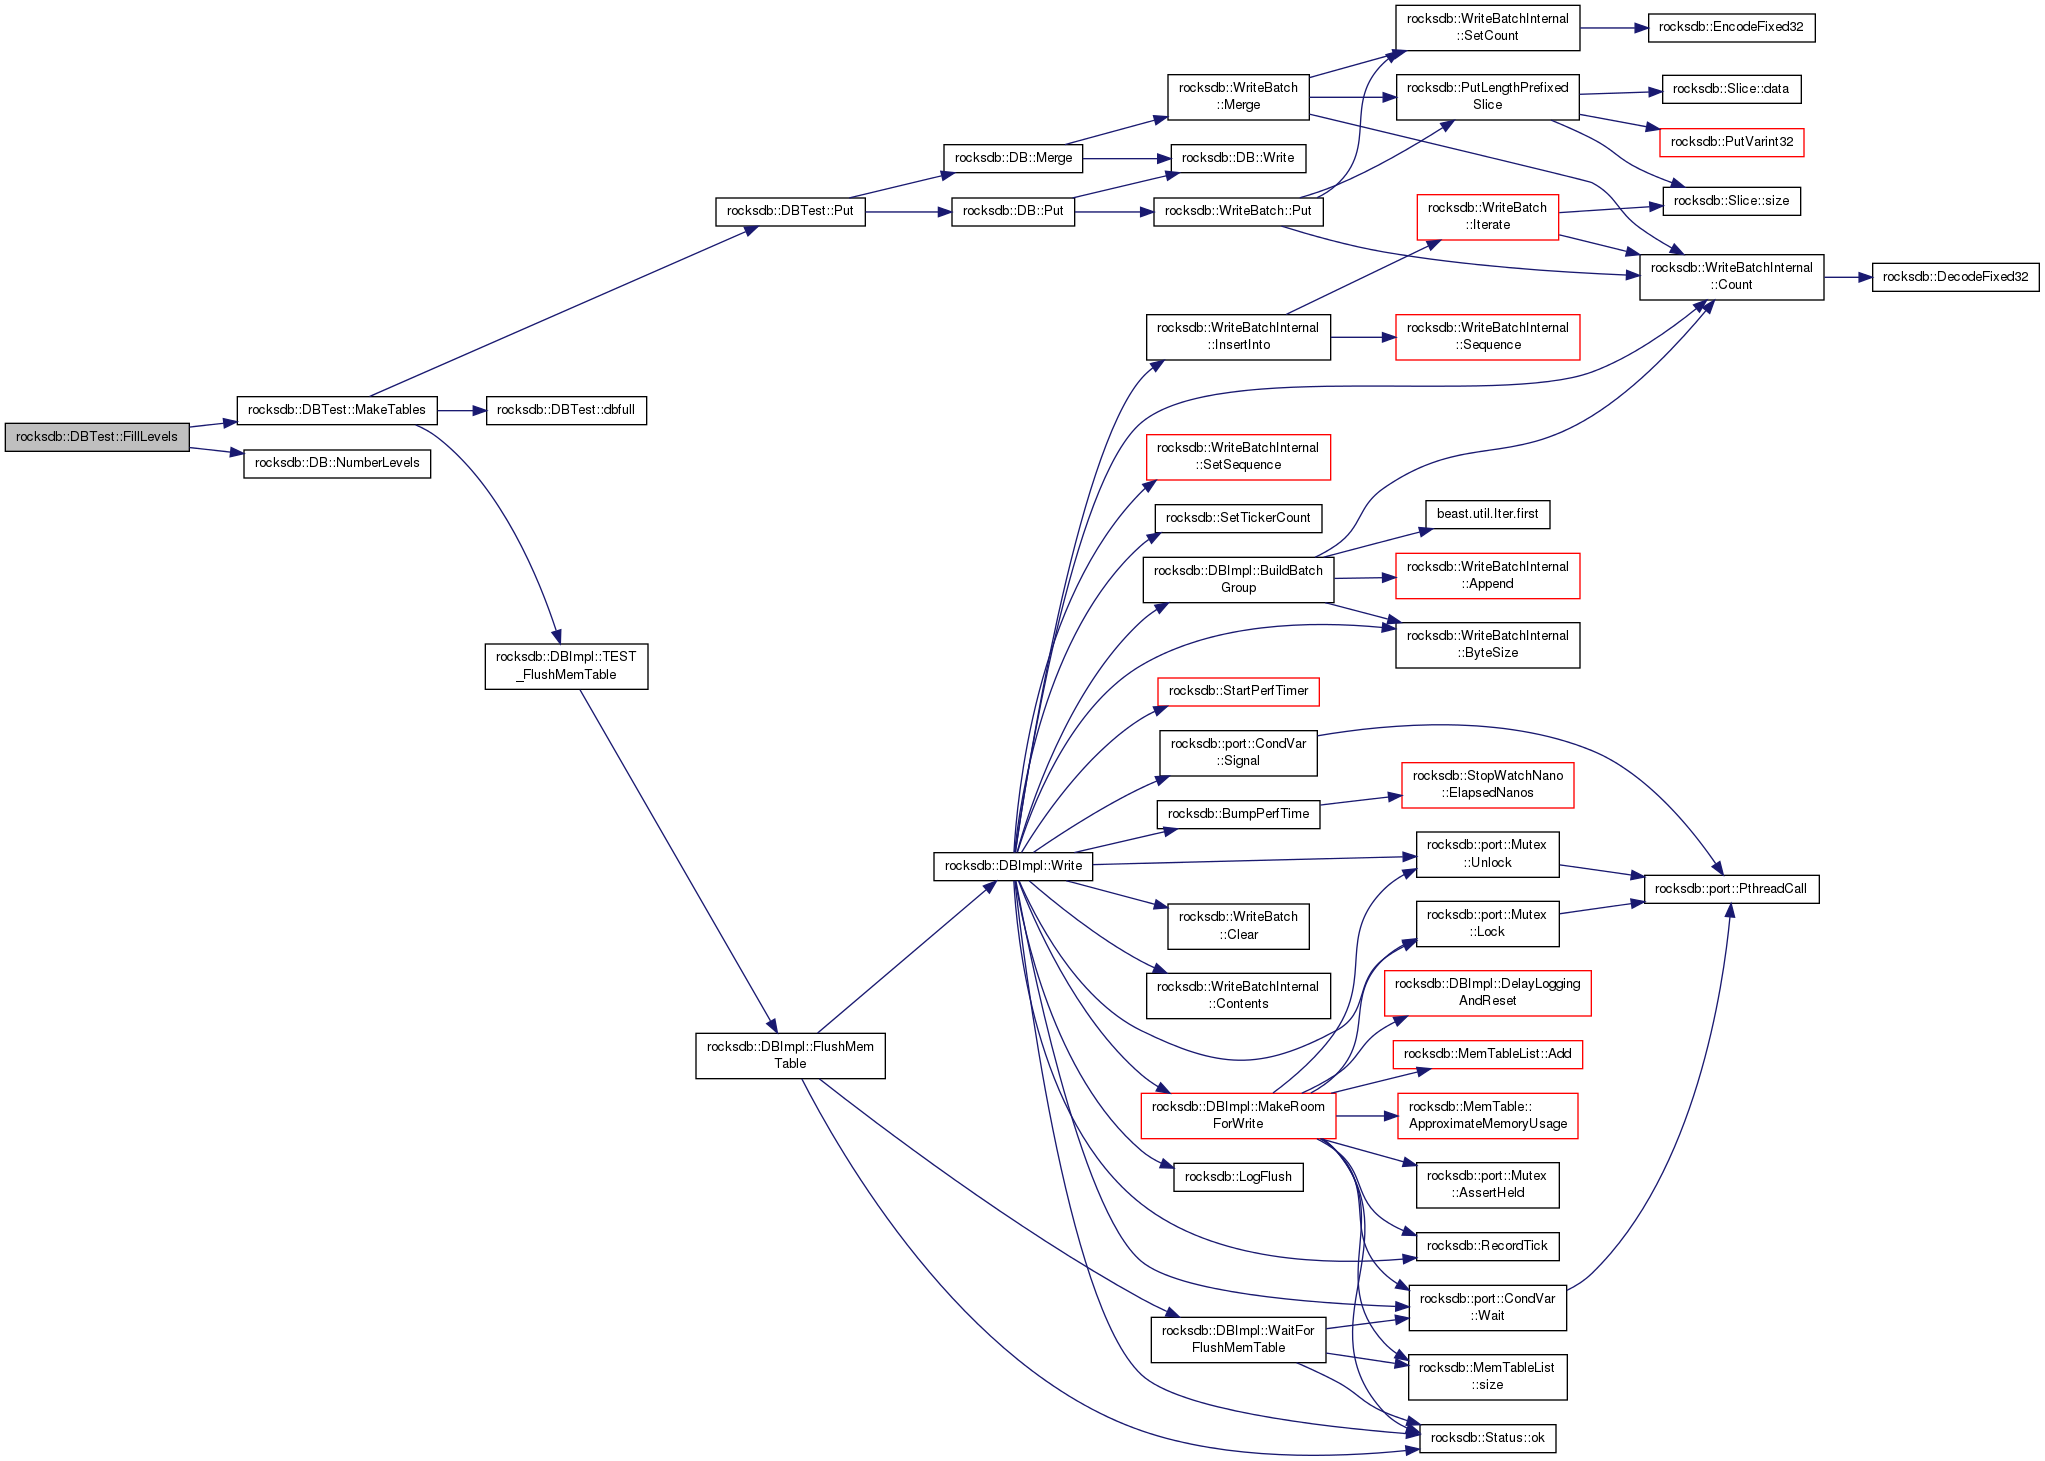 rocksdb::DBTest::FillLevels
rocksdb::DBTest::MakeTables
rocksdb::DB::NumberLevels
rocksdb::DBTest::Put
rocksdb::DBTest::dbfull
rocksdb::DBImpl::TEST
_FlushMemTable
rocksdb::DBImpl::FlushMem
Table
rocksdb::DB::Merge
rocksdb::DB::Put
rocksdb::DBImpl::Write
rocksdb::WriteBatch
::Merge
rocksdb::DB::Write
rocksdb::WriteBatch::Put
rocksdb::WriteBatchInternal
::InsertInto
rocksdb::WriteBatchInternal
::SetSequence
rocksdb::SetTickerCount
rocksdb::DBImpl::BuildBatch
Group
rocksdb::StartPerfTimer
rocksdb::port::CondVar
::Signal
rocksdb::BumpPerfTime
rocksdb::WriteBatch
::Clear
rocksdb::WriteBatchInternal
::Contents
rocksdb::DBImpl::MakeRoom
ForWrite
rocksdb::LogFlush
rocksdb::DBImpl::WaitFor
FlushMemTable
rocksdb::WriteBatchInternal
::SetCount
rocksdb::PutLengthPrefixed
Slice
rocksdb::WriteBatch
::Iterate
rocksdb::WriteBatchInternal
::Sequence
beast.util.Iter.first
rocksdb::WriteBatchInternal
::Append
rocksdb::WriteBatchInternal
::ByteSize
rocksdb::StopWatchNano
::ElapsedNanos
rocksdb::port::Mutex
::Unlock
rocksdb::port::Mutex
::Lock
rocksdb::DBImpl::DelayLogging
AndReset
rocksdb::MemTableList::Add
rocksdb::MemTable::
ApproximateMemoryUsage
rocksdb::port::Mutex
::AssertHeld
rocksdb::RecordTick
rocksdb::port::CondVar
::Wait
rocksdb::MemTableList
::size
rocksdb::Status::ok
rocksdb::EncodeFixed32
rocksdb::Slice::data
rocksdb::PutVarint32
rocksdb::Slice::size
rocksdb::WriteBatchInternal
::Count
rocksdb::port::PthreadCall
rocksdb::DecodeFixed32